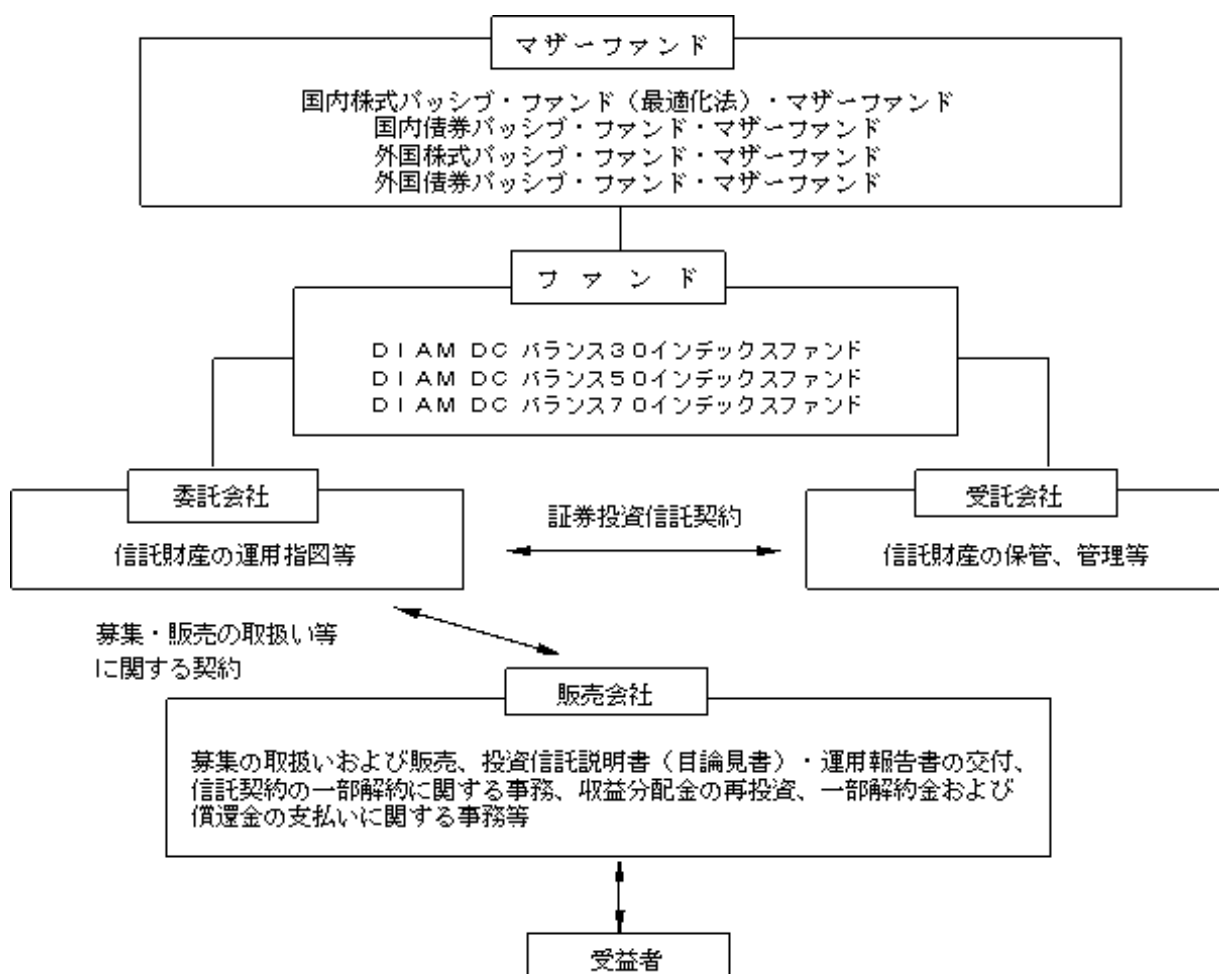 マザーファンド
国内株式パッシブ・ファンド（最適化法）・マザーファンド
国内債券パッシブ・ファンド・マザーファンド
外国株式パッシブ・ファンド・マザーファンド
外国債券パッシブ・ファンド・マザーファンド
ファンド
ＤＩＡＭ ＤＣ バランス３０インデックスファンド
ＤＩＡＭ ＤＣ バランス５０インデックスファンド
ＤＩＡＭ ＤＣ バランス７０インデックスファンド
委託会社
信託財産の運用指図等
証券投資信託契約
受託会社
信託財産の保管、管理等
募集・販売の取扱い等
に関する契約
販売会社
募集の取扱いおよび販売、投資信託説明書（目論見書）・運用報告書の交付、
信託契約の一部解約に関する事務、収益分配金の再投資、一部解約金および
償還金の支払いに関する事務等
受益者